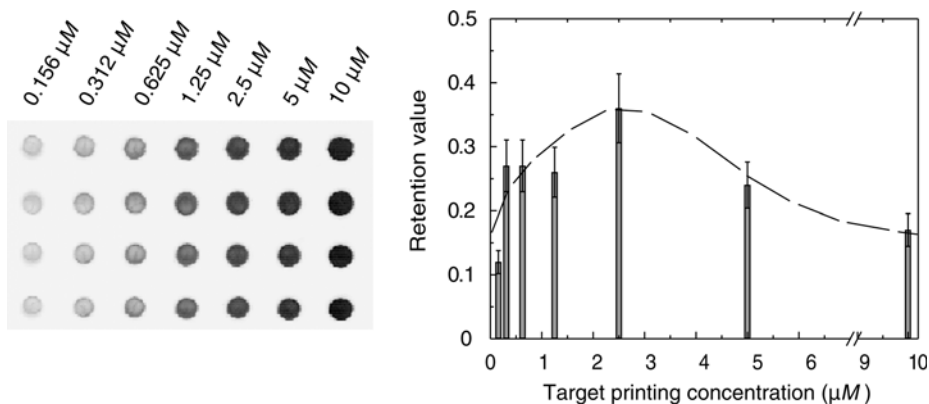 0.156 µM
0.312 µM
0.625 µM
1.25 µM
2.5 µM
5 µM
10 µM
0.5
0.4
0.3
0.2
0.1
0
Retention value
0 1 2 3 4 5 6 9 10
Target printing concentration (µM)